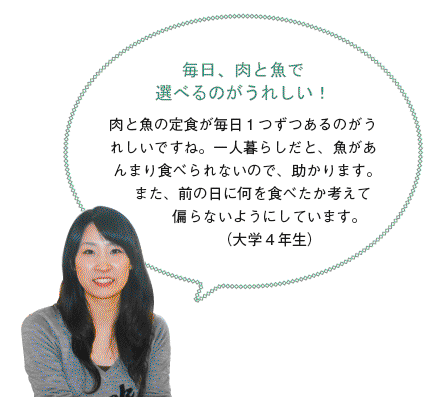 毎日、肉と魚で
選べるのがうれしい！
肉と魚の定食が毎日１つずつあるのがう
れしいですね。一人暮らしだと、魚があ
んまり食べられないので、助かります。
また、前の日に何を食べたか考えて
偏らないようにしています。
（大学４年生）